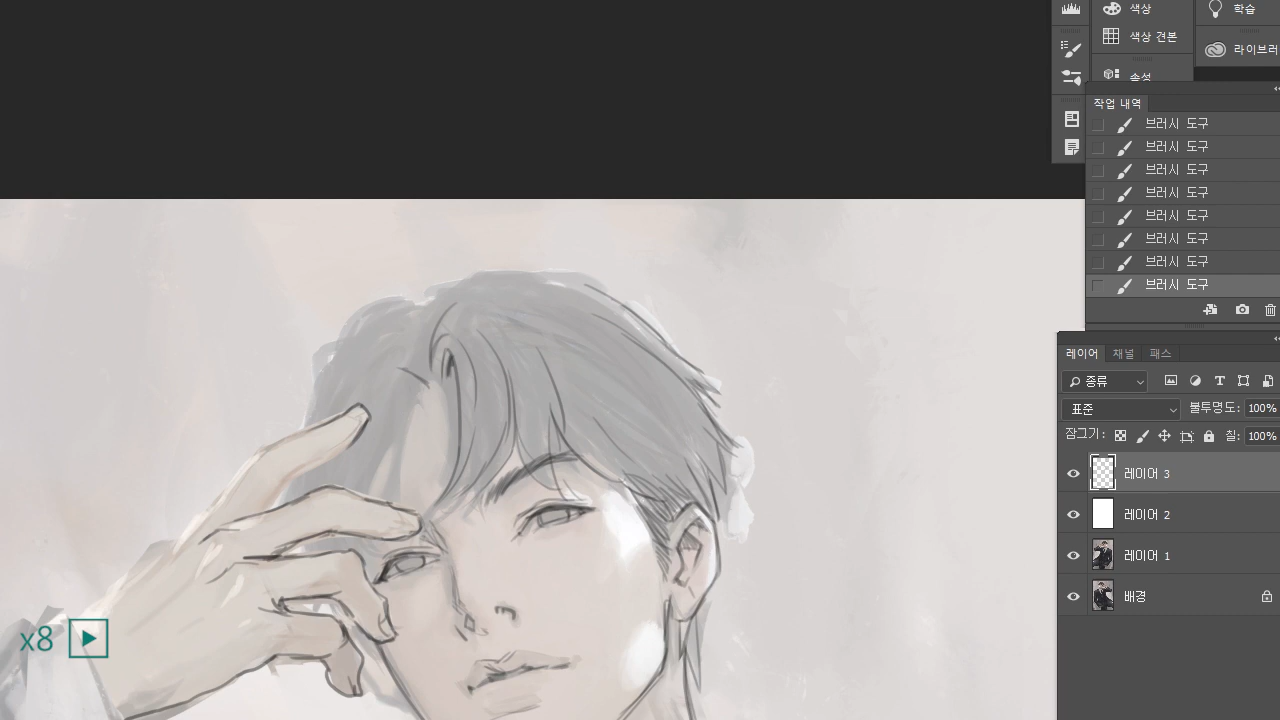 색상
학습
색상 견본
라이브러
속성
작업 내역
브러시 도구
브러시 도구
브러시 도구
브러시 도구
브러시 도구
브러시 도구
브러시 도구
브러시 도구
레이어 채널 패스
종류
표준 불투명도: 100%
잠그기: 칠: 100%
레이어 3
레이어 2
레이어 1
배경
x8